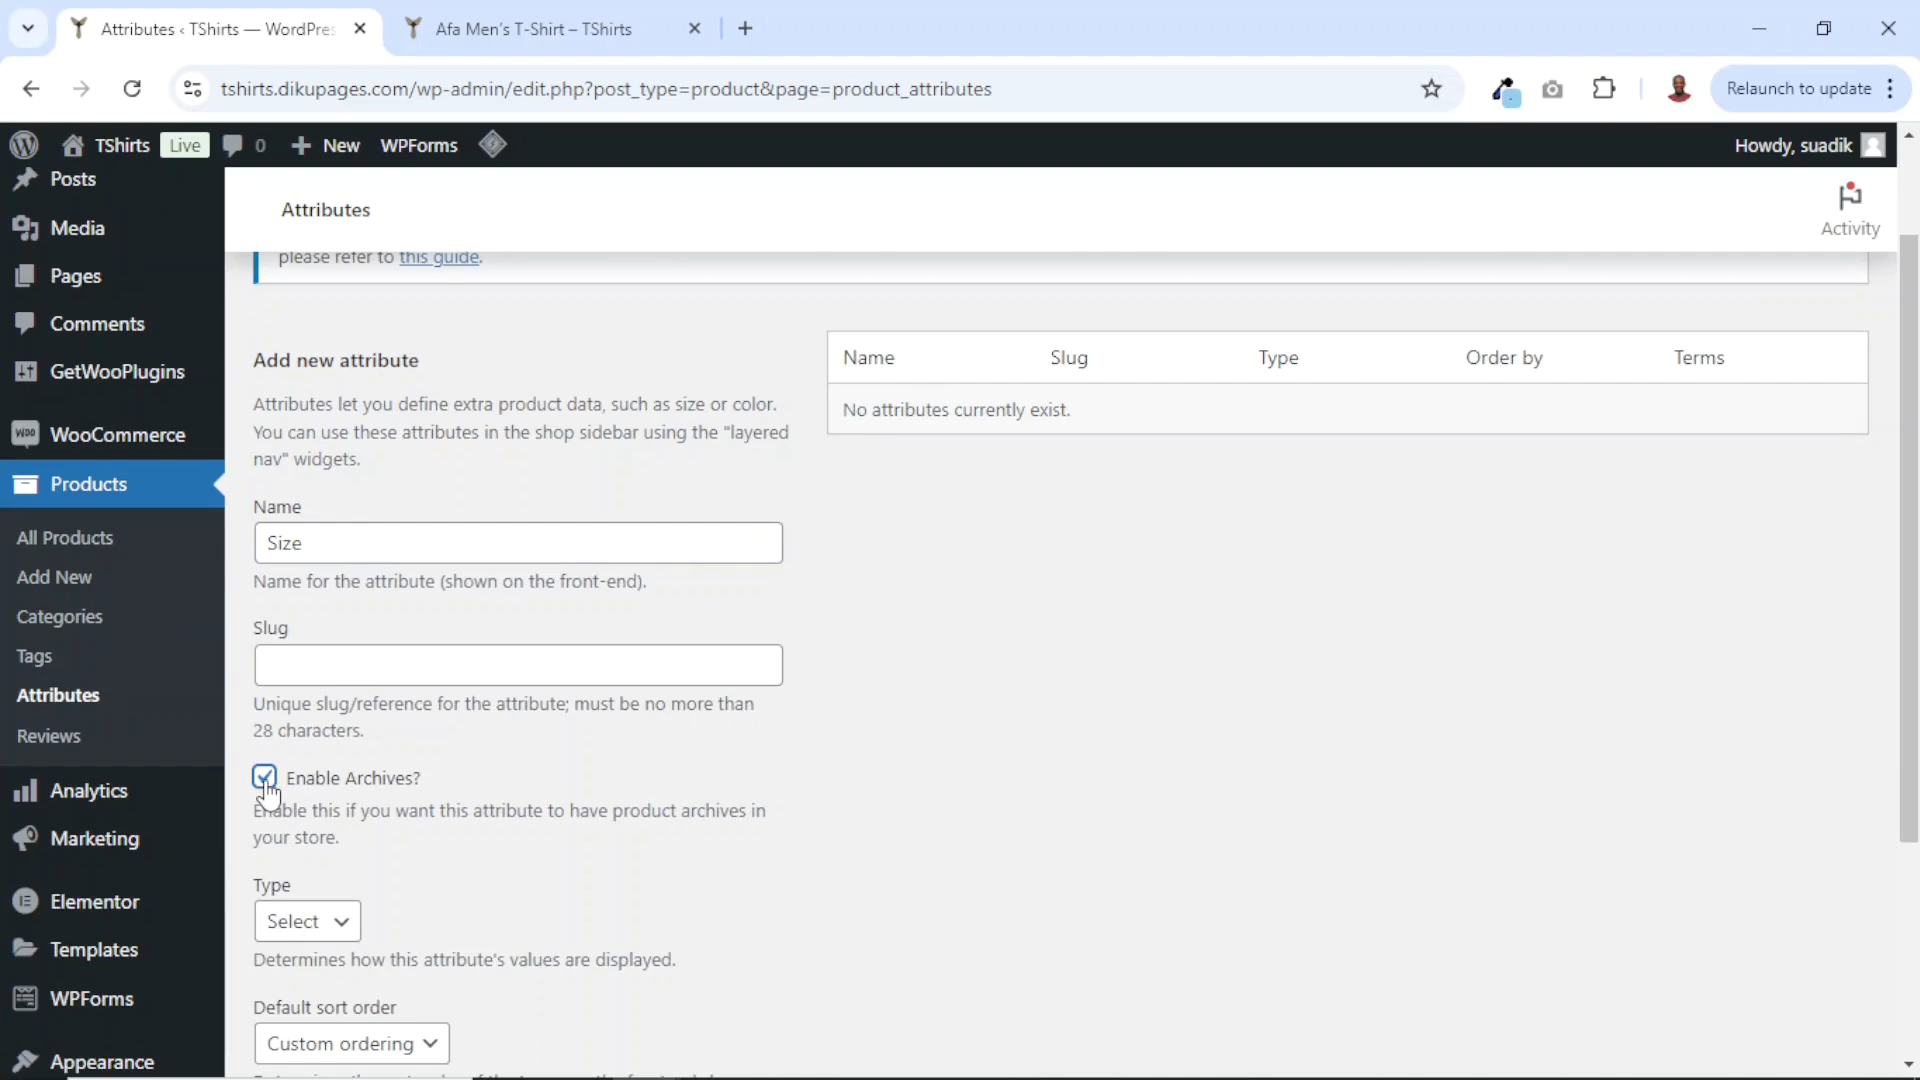 Attributes ‹ TShirts — WordPres
Afa Men's T-Shirt – TShirts
tshirts.dikupages.com/wp-admin/edit.php?post_type=product&page=product_attributes
Relaunch to update
TShirts Live 0 New WPForms
Howdy, suadik
Posts
Media
Pages
Comments
GetWooPlugins
WooCommerce
Products
All Products
Add New
Categories
Tags
Attributes
Reviews
Analytics
Marketing
Elementor
Templates
WPForms
Appearance
Attributes
Activity
please refer to this guide.
Add new attribute
Attributes let you define extra product data, such as size or color.
You can use these attributes in the shop sidebar using the "layered
nav" widgets.
Name
Size
Name for the attribute (shown on the front-end).
Slug
Unique slug/reference for the attribute; must be no more than
28 characters.
Enable Archives?
Enable this if you want this attribute to have product archives in
your store.
Type
Select
Determines how this attribute's values are displayed.
Default sort order
Custom ordering
Name Slug Type Order by Terms
No attributes currently exist.